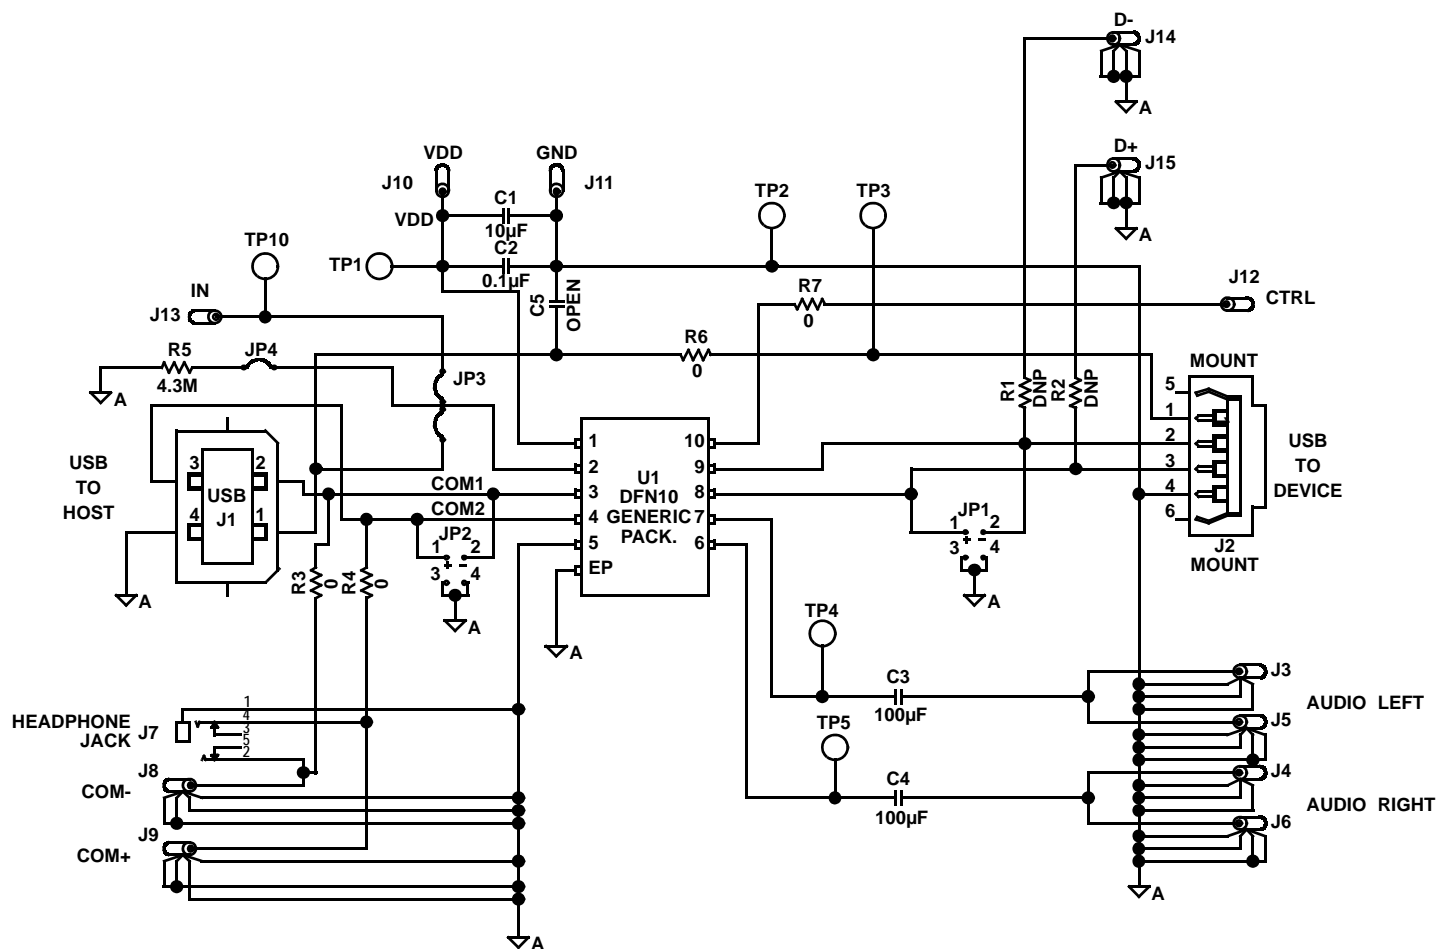 D-
J14
A
D+
J15
A
VDD
GND
J10
J11
C1
10µF
VDD
C2
0.1µF
TP1
TP2
TP3
TP10
C5
OPEN
IN
J13
R7
0
J12
CTRL
R5
4.3M
JP4
A
JP3
R6
0
R1
DNP
R2
DNP
MOUNT
5
1
2
3
4
6
J2
MOUNT
USB
TO
DEVICE
USB
TO
HOST
3
2
USB
J1
4
1
A
COM1
COM2
JP2
1
2
+
-
3
4
A
R3
0
R4
0
1
2
3
4
5
EP
U1
DFN10
GENERIC
PACK.
10
9
8
7
6
A
JP1
1
2
+
-
3
4
A
TP4
C3
100µF
TP5
C4
100µF
J3
AUDIO LEFT
J5
J4
AUDIO RIGHT
J6
A
HEADPHONE
JACK
J7
1
4
3
5
2
J8
COM-
J9
COM+
A